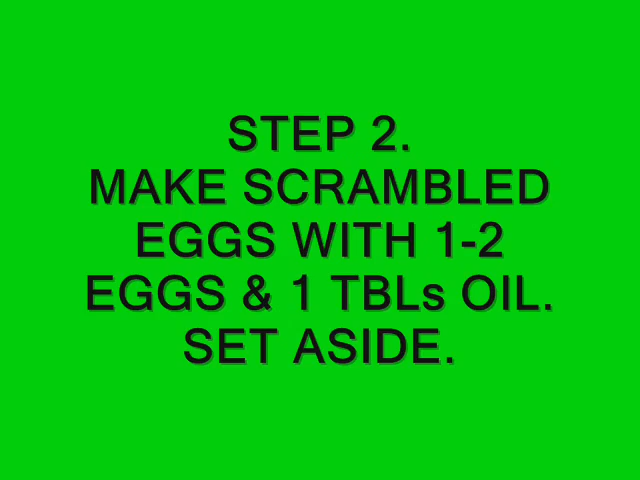 STEP 2.
MAKE SCRAMBLED
EGGS WITH 1-2
EGGS & 1 TBLs OIL.
SET ASIDE.